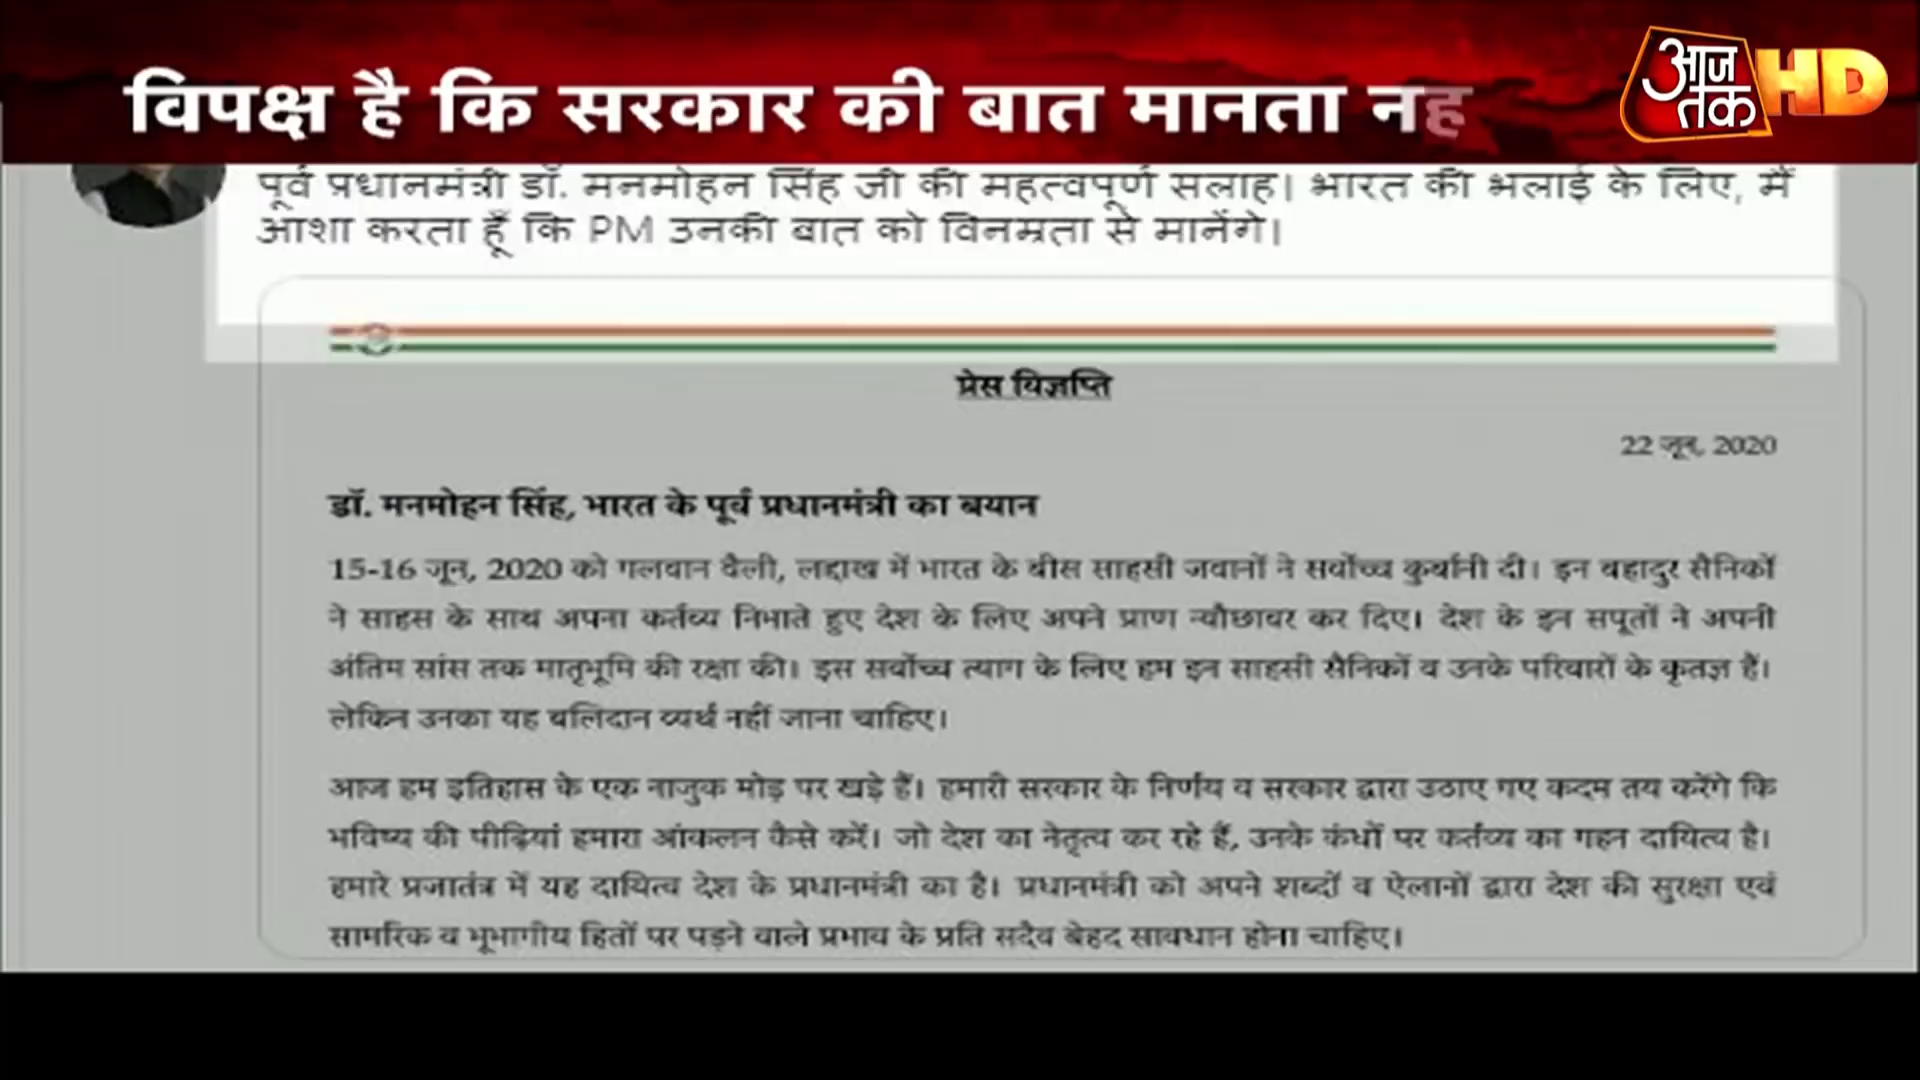 विपक्ष है कि सरकार की बात मानता नह
आज
तक
HD
पूर्व प्रधानमंत्री डॉ. मनमोहन सिंह जी की महत्वपूर्ण सलाह। भारत की भलाई के लिए, मैं
आशा करता हूँ कि PM उनकी बात को विनम्रता से मानेंगे।
प्रेस विज्ञप्ति
22 जून, 2020
डॉ. मनमोहन सिंह, भारत के पूर्व प्रधानमंत्री का बयान
15-16 जून, 2020 को गलवान वैली, लद्दाख में भारत के बीस साहसी जवानों ने सर्वोच्च कुर्बानी दी। इन बहादुर सैनिकों
ने साहस के साथ अपना कर्तव्य निभाते हुए देश के लिए अपने प्राण न्यौछावर कर दिए। देश के इन सपूतों ने अपनी
अंतिम सांस तक मातृभूमि की रक्षा की। इस सर्वोच्च त्याग के लिए हम इन साहसी सैनिकों व उनके परिवारों के कृतज्ञ हैं।
लेकिन उनका यह बलिदान व्यर्थ नहीं जाना चाहिए।
आज हम इतिहास के एक नाजुक मोड़ पर खड़े हैं। हमारी सरकार के निर्णय व सरकार द्वारा उठाए गए कदम तय करेंगे कि
भविष्य की पीढ़ियां हमारा आंकलन कैसे करें। जो देश का नेतृत्व कर रहे हैं, उनके कंधों पर कर्तव्य का गहन दायित्व है।
हमारे प्रजातंत्र में यह दायित्व देश के प्रधानमंत्री का है। प्रधानमंत्री को अपने शब्दों व ऐलानों द्वारा देश की सुरक्षा एवं
सामरिक व भूभागीय हितों पर पड़ने वाले प्रभाव के प्रति सदैव बेहद सावधान होना चाहिए।